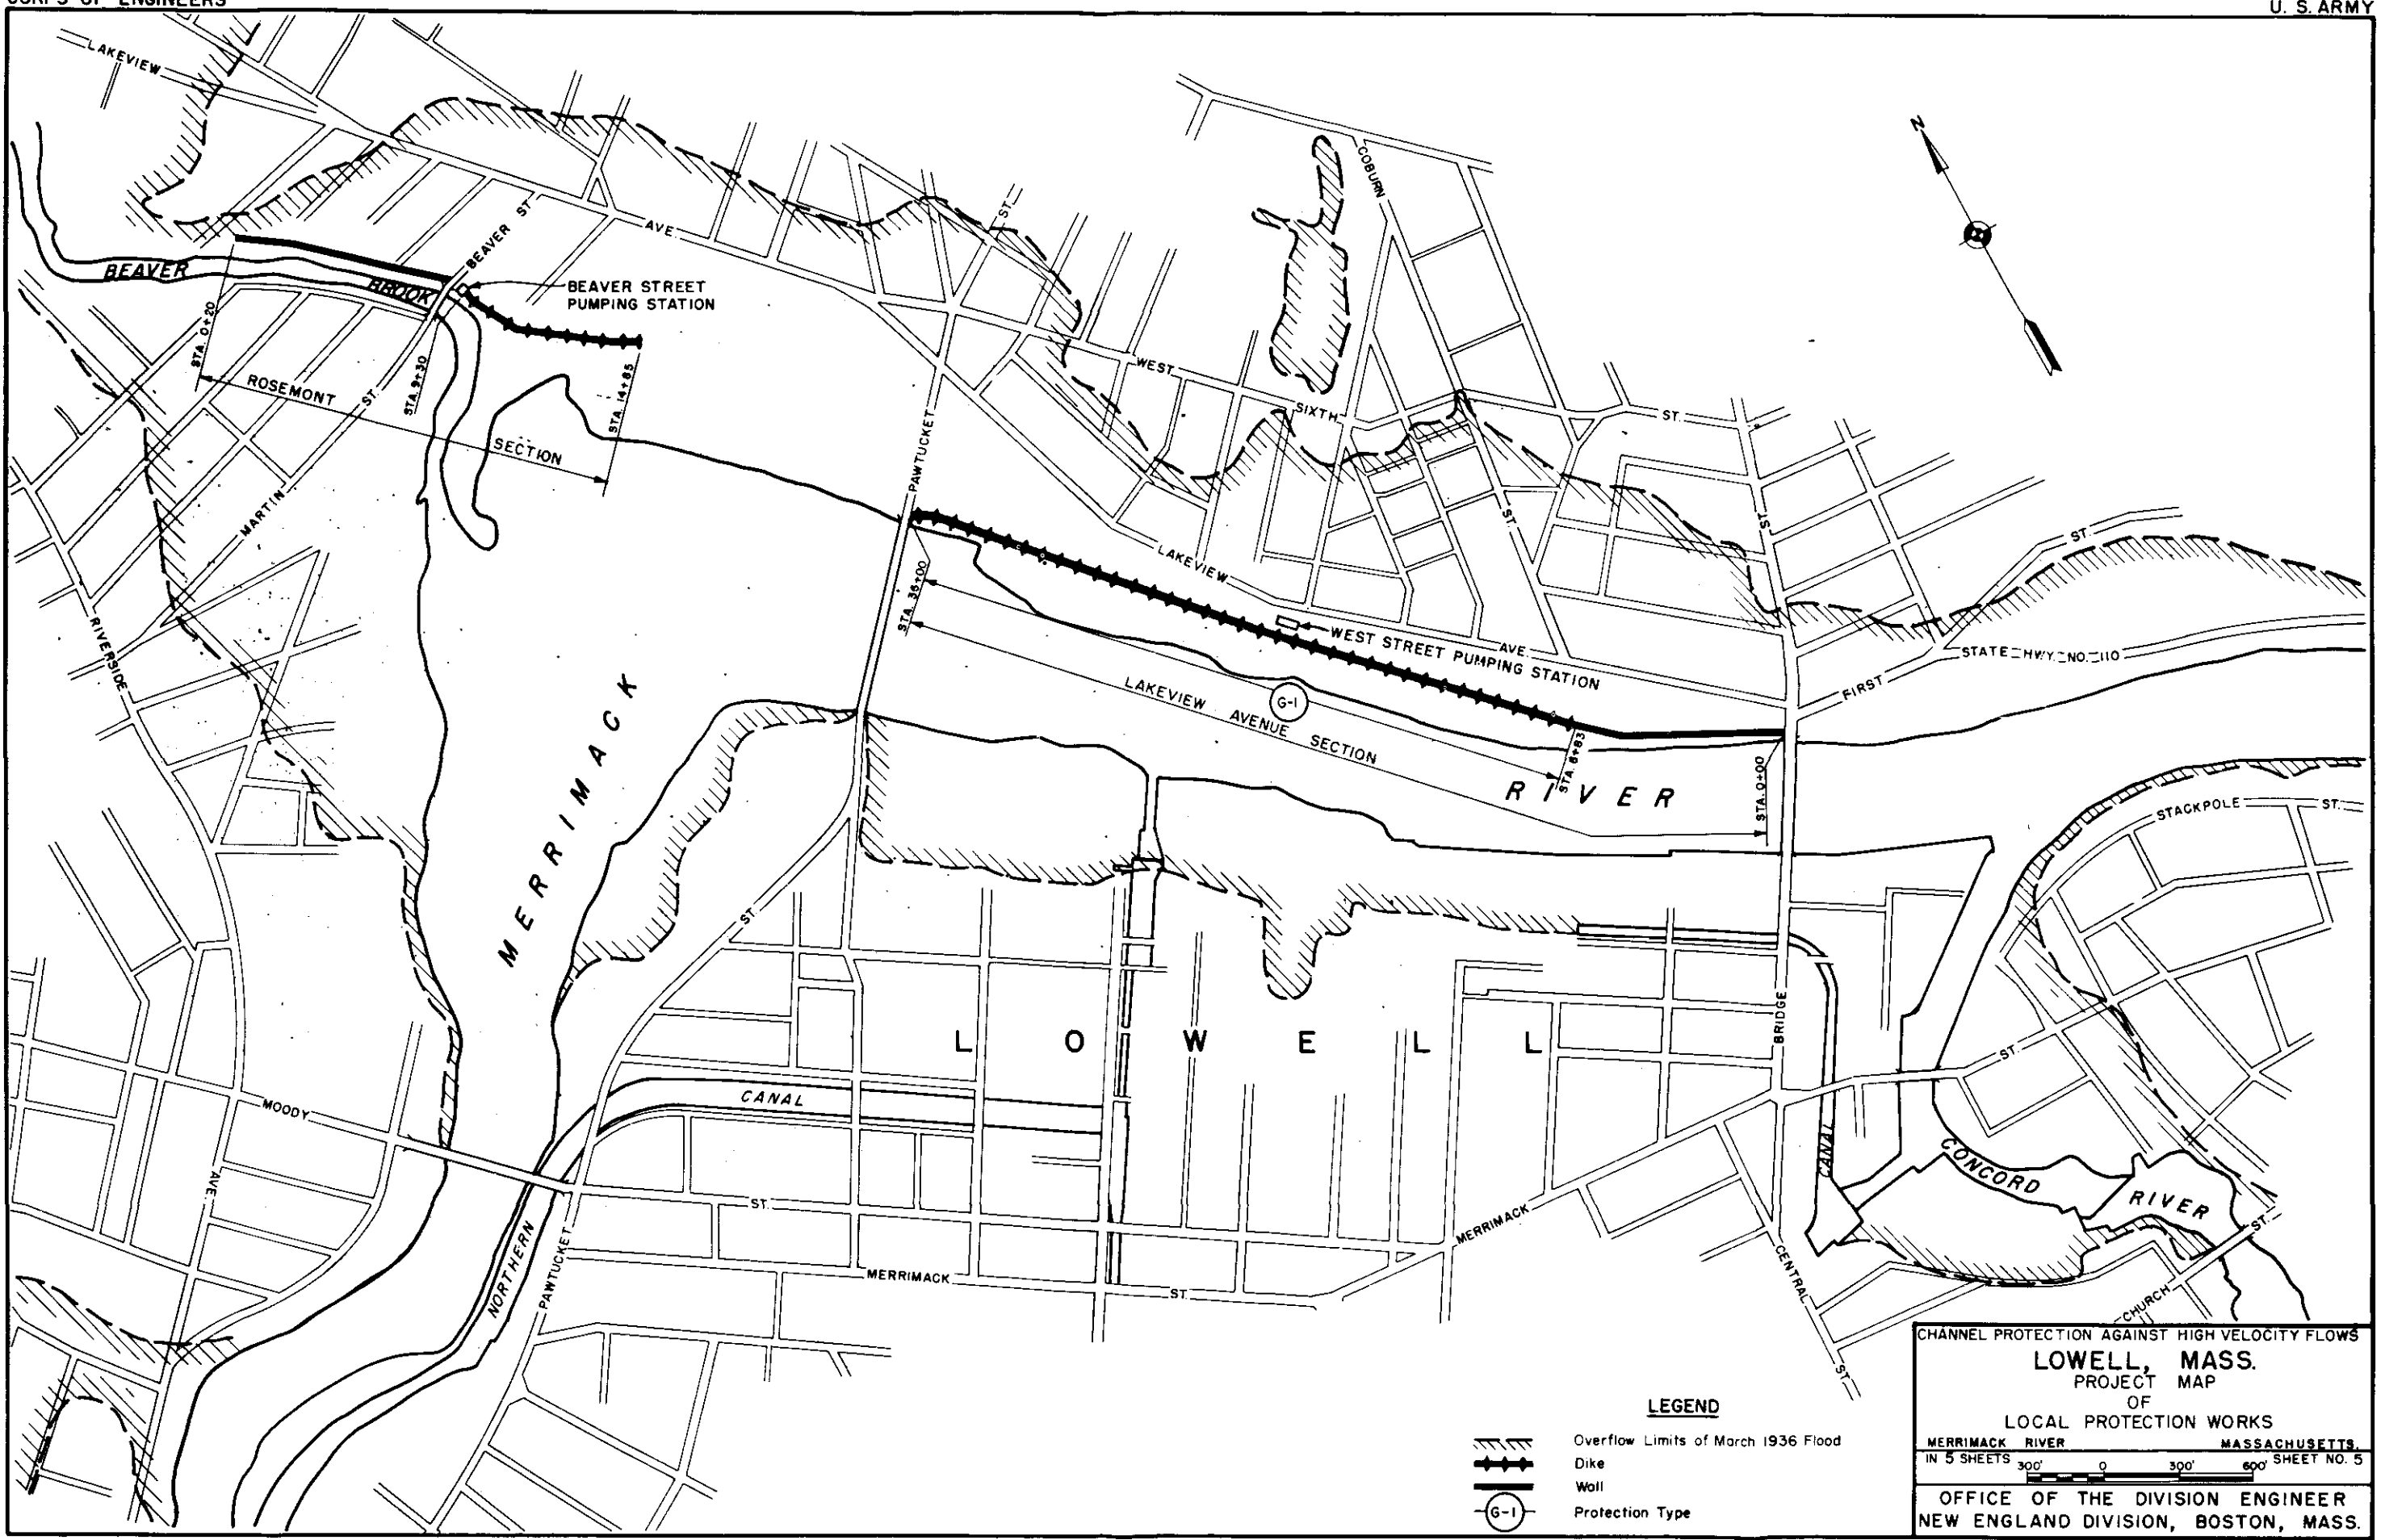 CORPS OF ENGINEERS
U. S. ARMY
LAKEVIEW
AVE.
N
COBURN
ST.
BEAVER ST.
BEAVER
BROOK
BEAVER STREET
PUMPING STATION
STA. 0+20
STA. 9+30
STA. 14+85
ROSEMONT
SECTION
MARTIN
ST.
ST.
PAWTUCKET
WEST
SIXTH
ST.
ST.
ST.
ST.
LAKEVIEW
AVE.
STA. 36+00
WEST STREET PUMPING STATION
G-1
LAKEVIEW AVENUE SECTION
STA. 6+83
STA. 0+00
FIRST
STATE HWY. NO. 110
RIVERSIDE
AVE.
MERRIMACK
RIVER
STACKPOLE
ST.
ST.
ST.
LOWELL
BRIDGE
CANAL
MOODY
ST.
NORTHERN
PAWTUCKET
MERRIMACK
ST.
MERRIMACK
CANAL
CONCORD
RIVER
CENTRAL
ST.
CHURCH
ST.
LEGEND
Overflow Limits of March 1936 Flood
Dike
Wall
G-1 Protection Type
CHANNEL PROTECTION AGAINST HIGH VELOCITY FLOWS
LOWELL, MASS.
PROJECT MAP
OF
LOCAL PROTECTION WORKS
MERRIMACK RIVER MASSACHUSETTS.
IN 5 SHEETS 300' 0 300' 600' SHEET NO. 5
OFFICE OF THE DIVISION ENGINEER
NEW ENGLAND DIVISION, BOSTON, MASS.